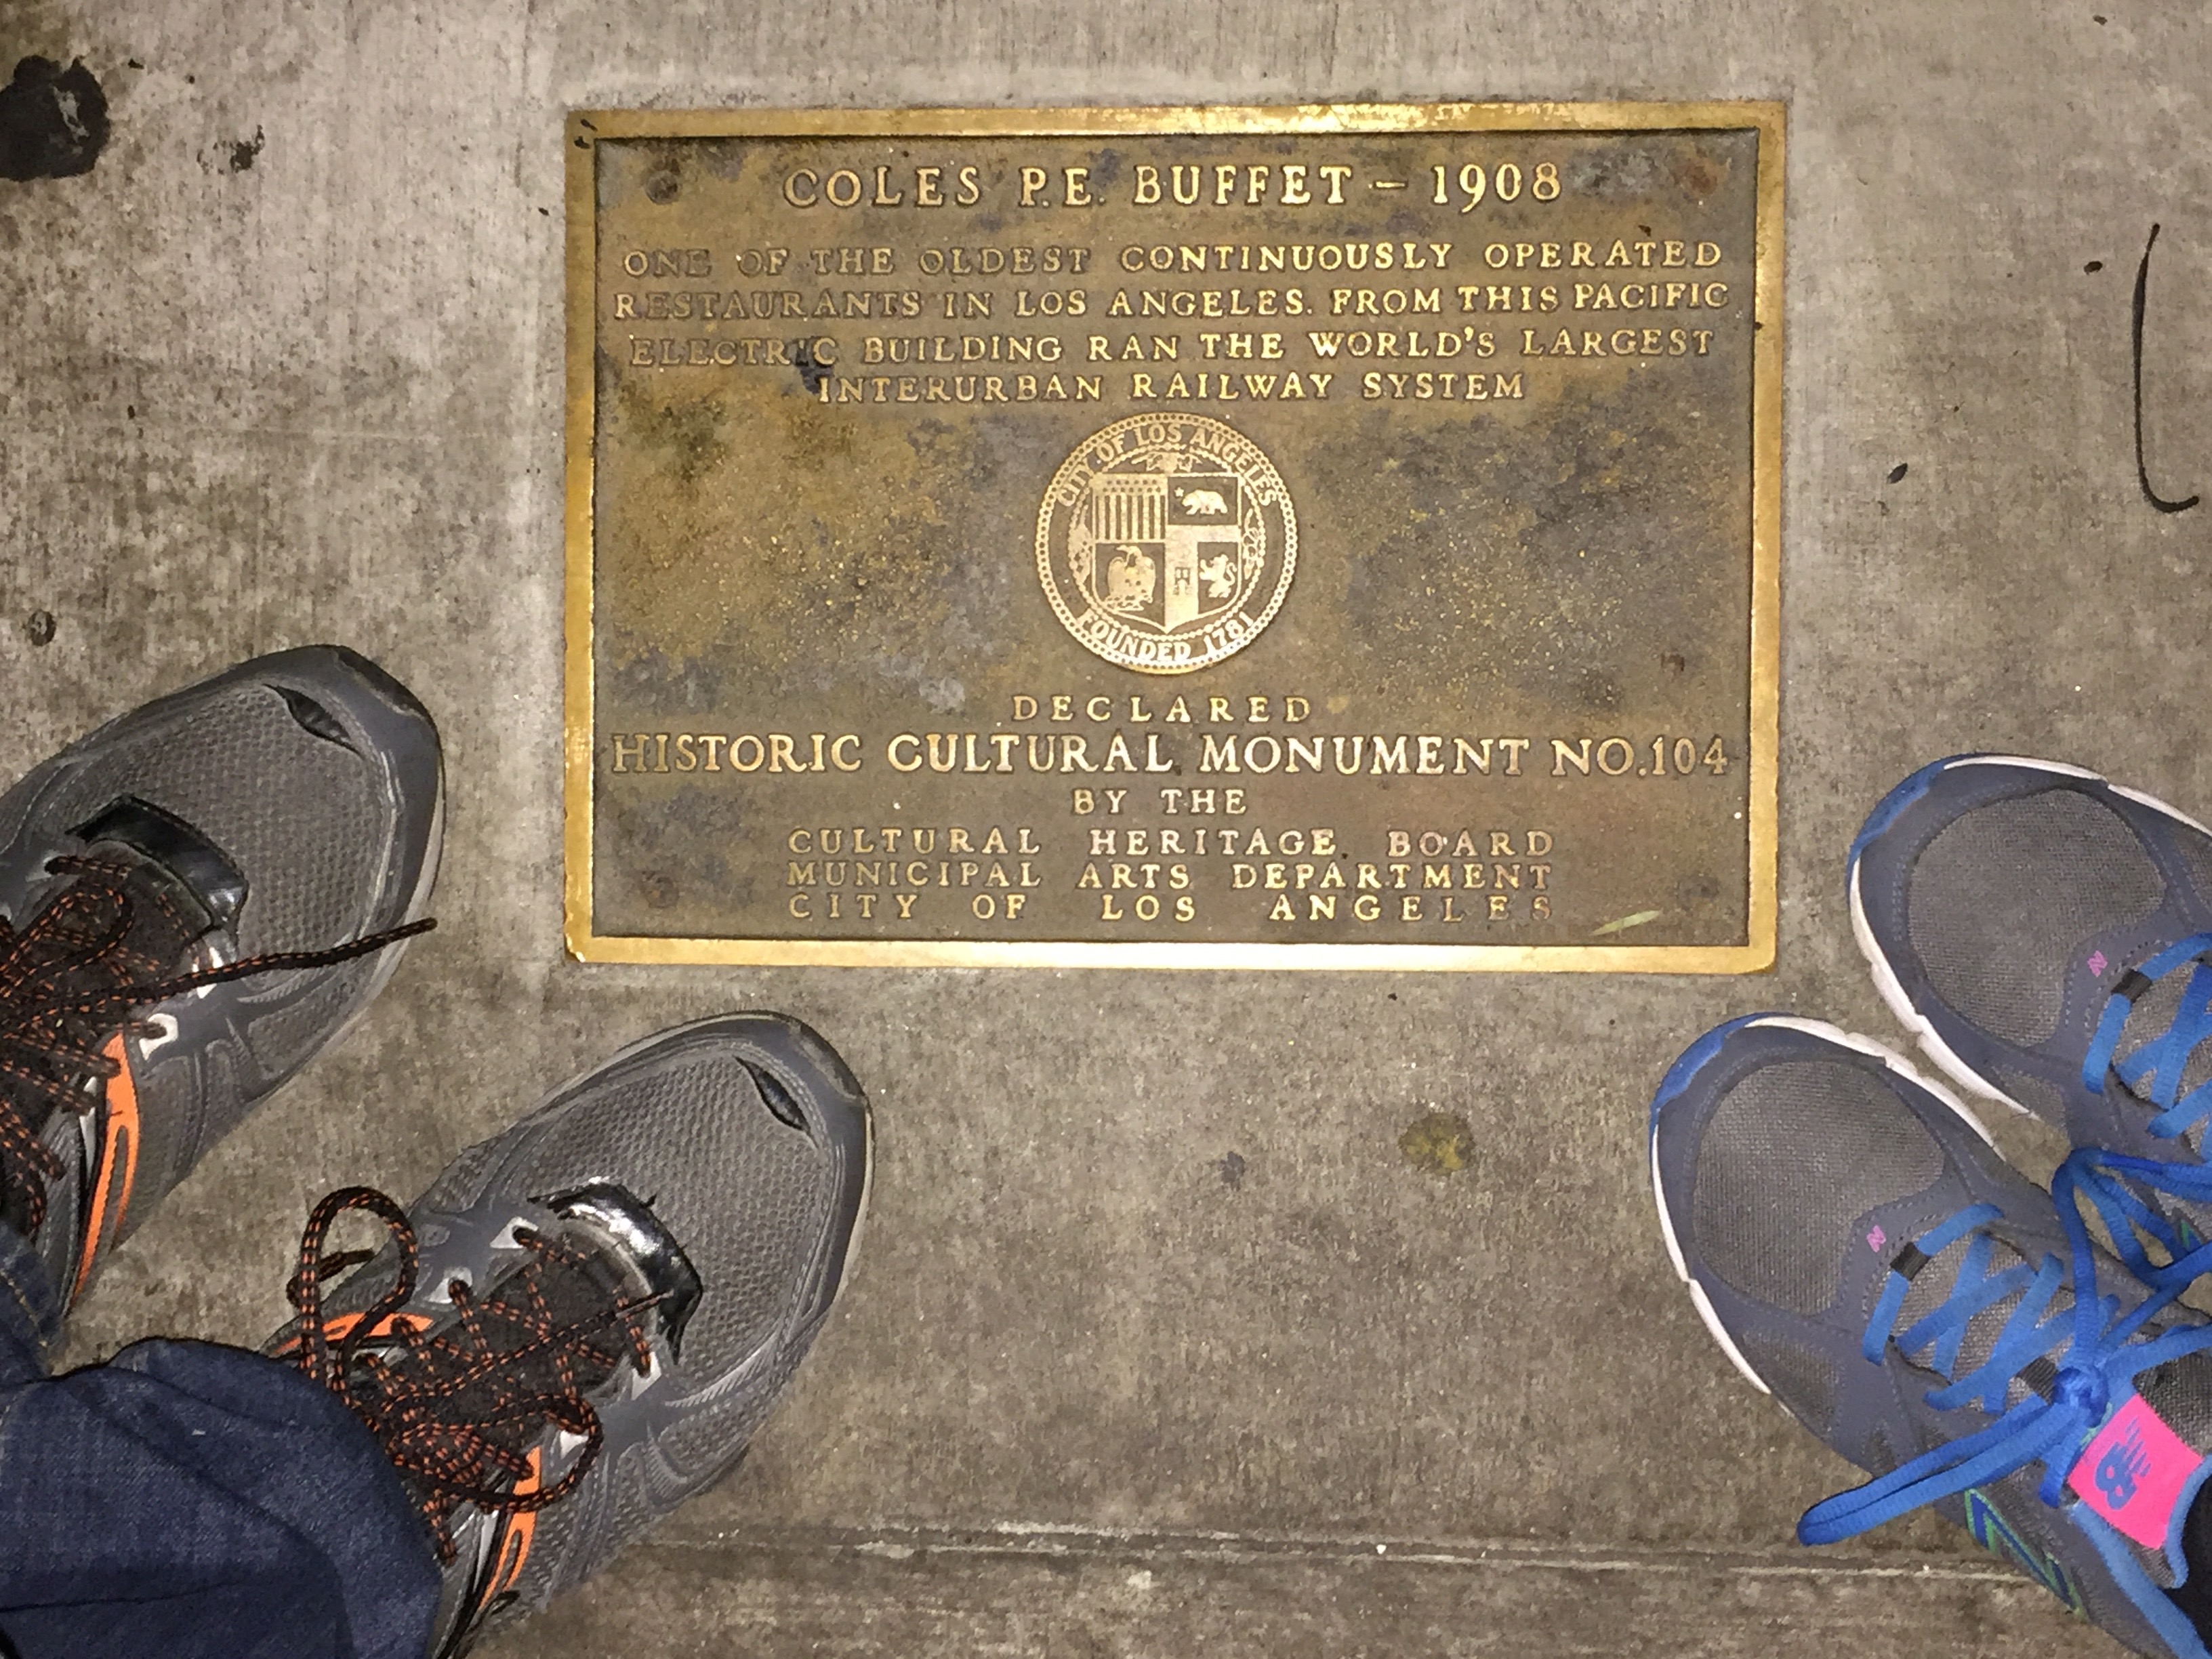 COLES P.E. BUFFET – 1908
ONE OF THE OLDEST CONTINUOUSLY OPERATED
RESTAURANTS IN LOS ANGELES. FROM THIS PACIFIC
ELECTRIC BUILDING RAN THE WORLD'S LARGEST
INTERURBAN RAILWAY SYSTEM
CITY OF LOS ANGELES
FOUNDED 1781
DECLARED
HISTORIC CULTURAL MONUMENT NO.104
BY THE
CULTURAL HERITAGE BOARD
MUNICIPAL ARTS DEPARTMENT
CITY OF LOS ANGELES
N
N
NB